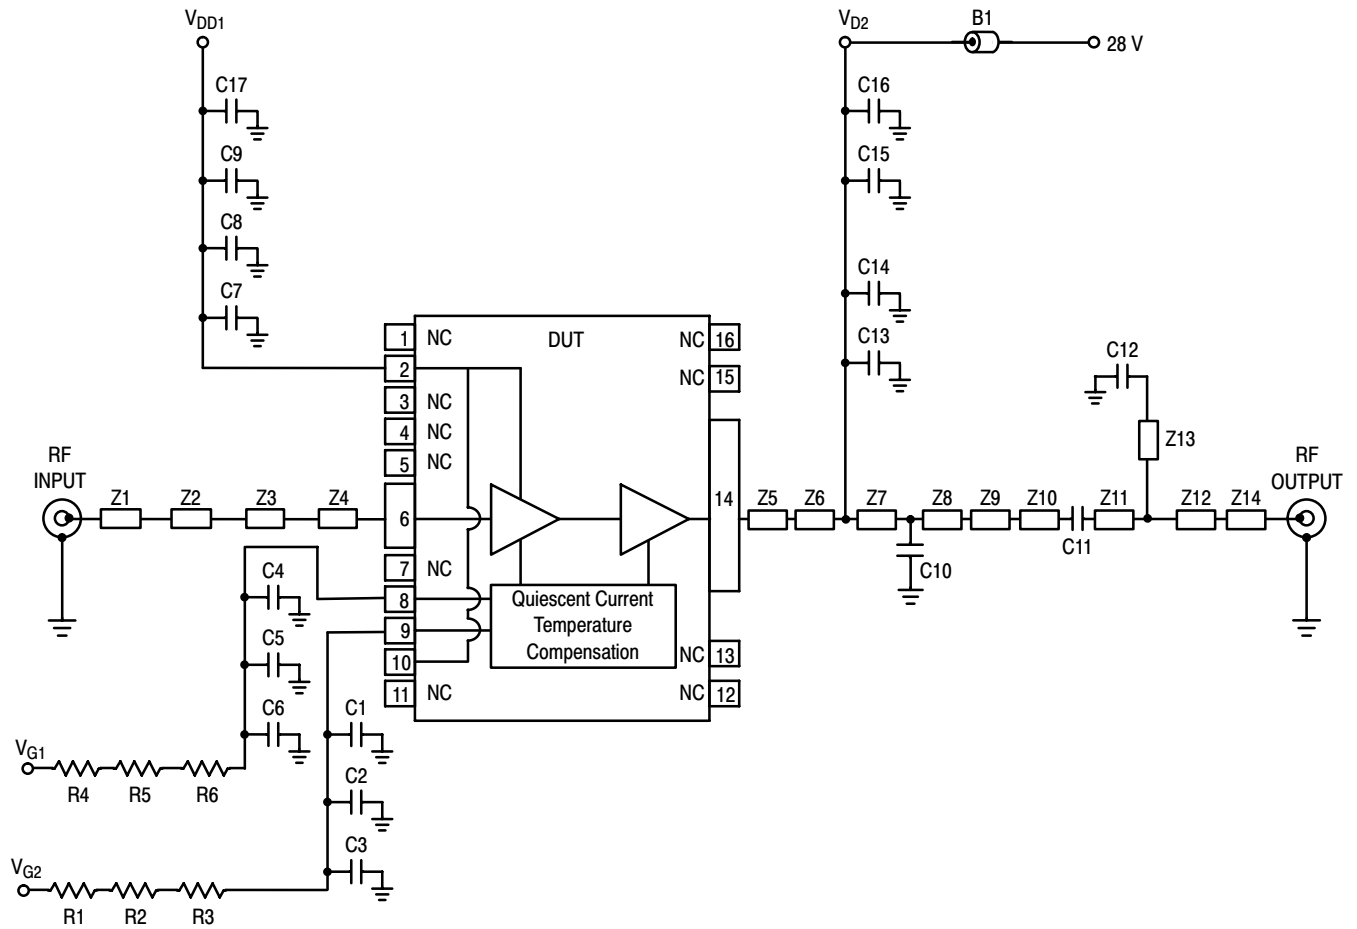 VDD1
VD2
B1
28 V
C17
C16
C9
C15
C8
C7
C14
C13
C12
Z13
1 NC
DUT
NC 16
2
NC 15
3 NC
4 NC
5 NC
RF
INPUT
Z1 Z2 Z3 Z4
6
14
Z5 Z6 Z7 Z8 Z9 Z10 Z11 Z12 Z14
RF
OUTPUT
C11
C10
7 NC
8
9
10
11 NC
Quiescent Current
Temperature
Compensation
NC 13
NC 12
C4
C5
C6
C1
C2
C3
VG1
R4 R5 R6
VG2
R1 R2 R3